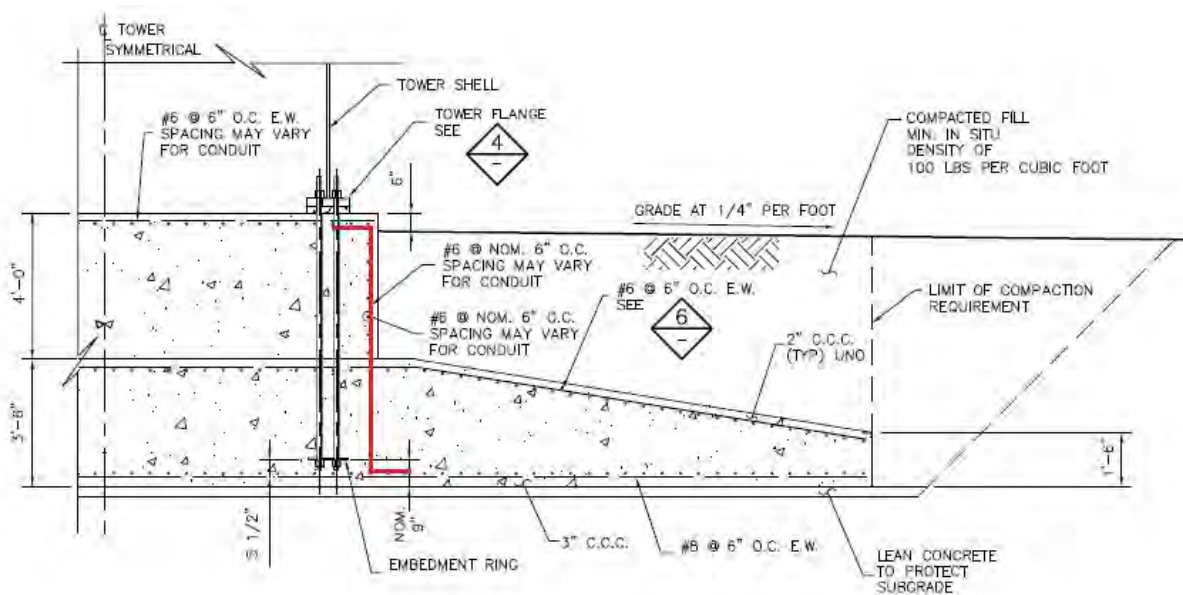 ℄ TOWER
SYMMETRICAL
TOWER SHELL
#6 @ 6" O.C. E.W.
SPACING MAY VARY
FOR CONDUIT
TOWER FLANGE
SEE
4
-
COMPACTED FILL
MIN. IN SITU
DENSITY OF
100 LBS PER CUBIC FOOT
6"
GRADE AT 1/4" PER FOOT
4'-0"
#6 @ NOM. 6" O.C.
SPACING MAY VARY
FOR CONDUIT
#6 @ 6" O.C. E.W.
SEE
6
-
LIMIT OF COMPACTION
REQUIREMENT
#6 @ NOM. 6" O.C.
SPACING MAY VARY
FOR CONDUIT
2" C.C.C.
(TYP) UNO
1'-6"
1/2"
NOM.
9"
3" C.C.C.
#8 @ 6" O.C. E.W.
EMBEDMENT RING
LEAN CONCRETE
TO PROTECT
SUBGRADE